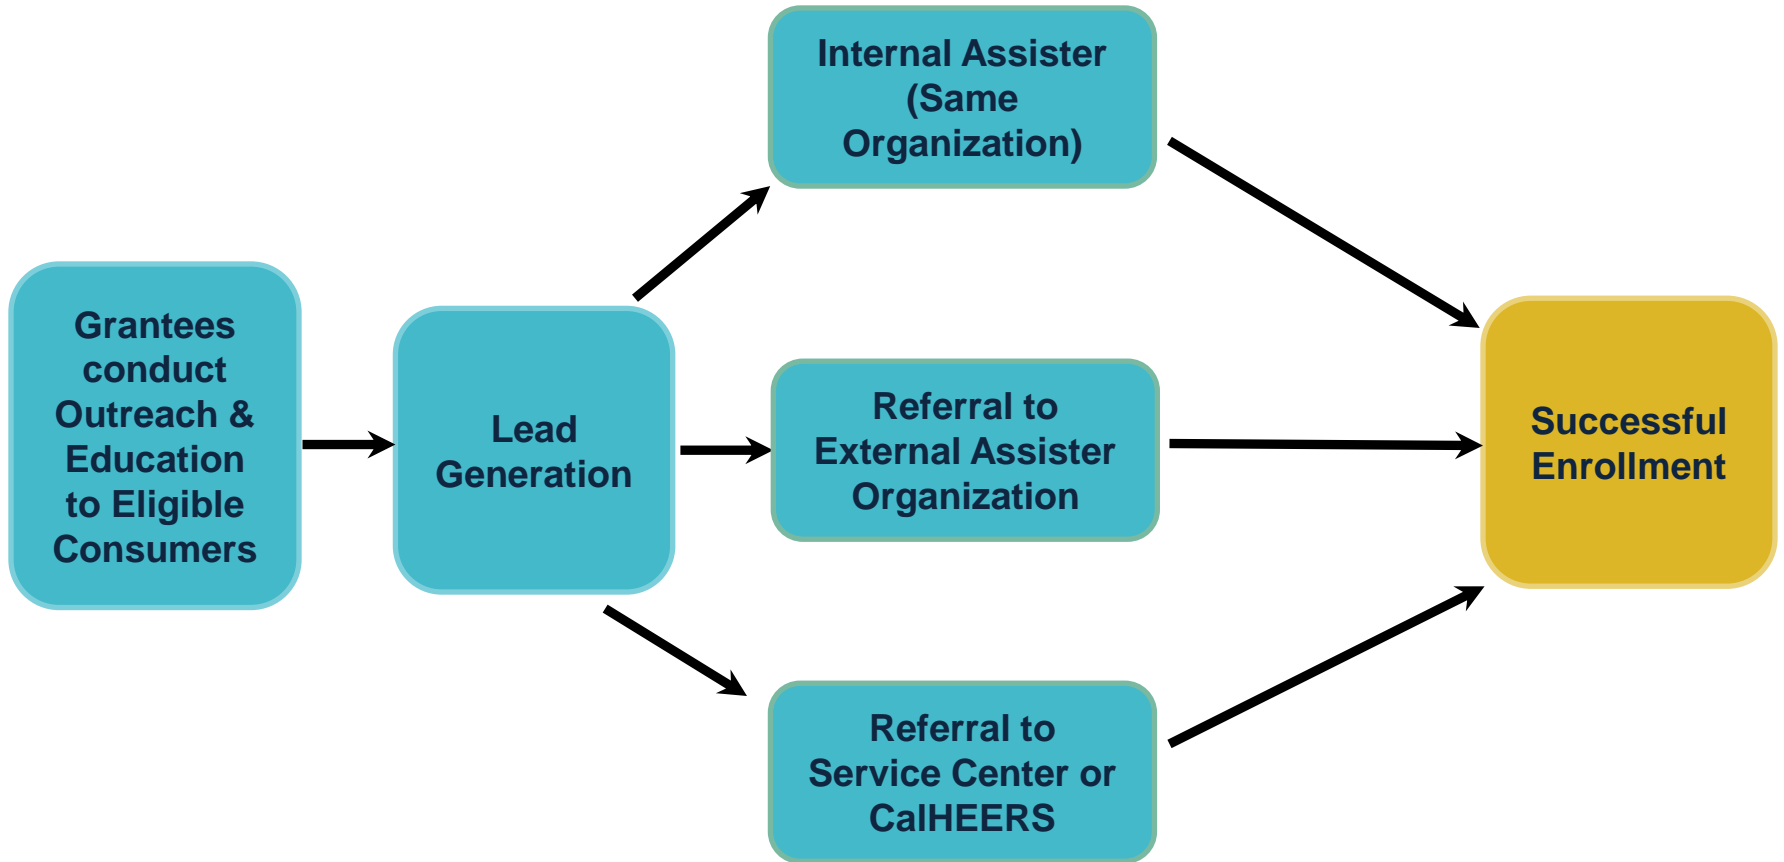 Grantees
conduct
Outreach &
Education
to Eligible
Consumers
Lead
Generation
Internal Assister
(Same
Organization)
Referral to
External Assister
Organization
Referral to
Service Center or
CalHEERS
Successful
Enrollment